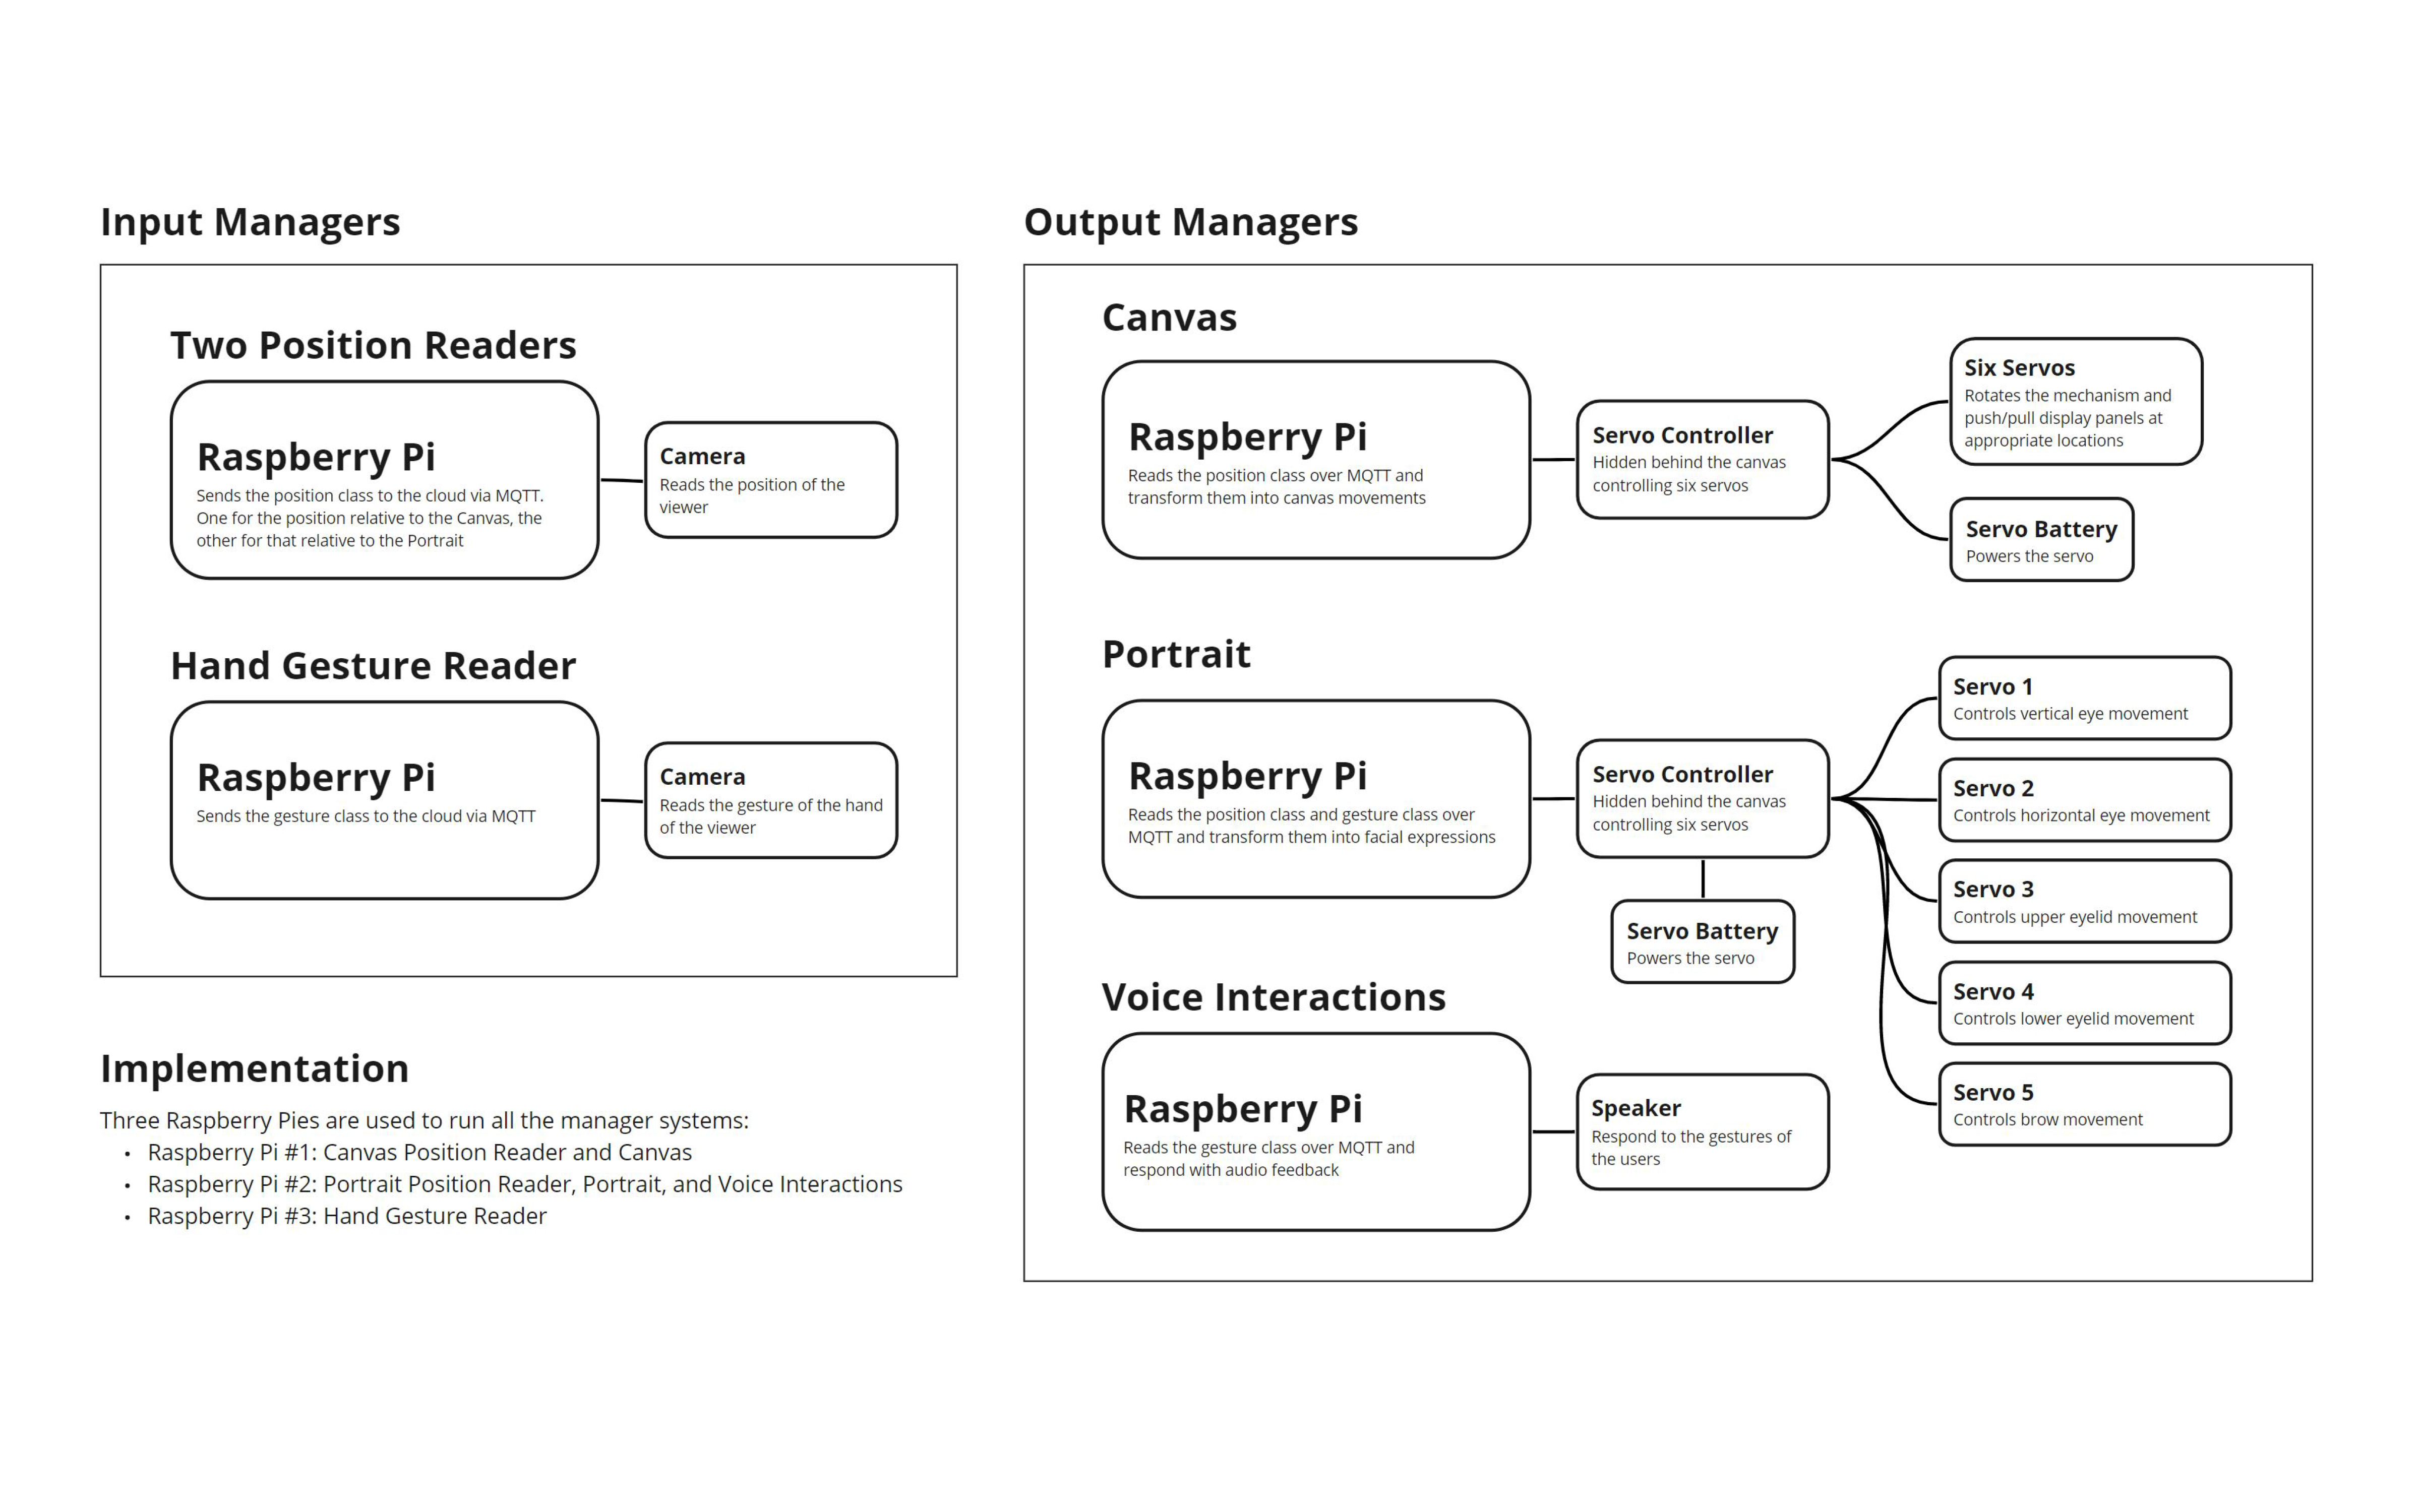 Input Managers
Two Position Readers
Raspberry Pi
Sends the position class to the cloud via MQTT.
One for the position relative to the Canvas, the
other for that relative to the Portrait
Camera
Reads the position of the
viewer
Hand Gesture Reader
Raspberry Pi
Sends the gesture class to the cloud via MQTT
Camera
Reads the gesture of the hand
of the viewer
Implementation
Three Raspberry Pies are used to run all the manager systems:
• Raspberry Pi #1: Canvas Position Reader and Canvas
• Raspberry Pi #2: Portrait Position Reader, Portrait, and Voice Interactions
• Raspberry Pi #3: Hand Gesture Reader
Output Managers
Canvas
Raspberry Pi
Reads the position class over MQTT and
transform them into canvas movements
Servo Controller
Hidden behind the canvas
controlling six servos
Six Servos
Rotates the mechanism and
push/pull display panels at
appropriate locations
Servo Battery
Powers the servo
Portrait
Raspberry Pi
Reads the position class and gesture class over
MQTT and transform them into facial expressions
Servo Controller
Hidden behind the canvas
controlling six servos
Servo Battery
Powers the servo
Servo 1
Controls vertical eye movement
Servo 2
Controls horizontal eye movement
Servo 3
Controls upper eyelid movement
Servo 4
Controls lower eyelid movement
Servo 5
Controls brow movement
Voice Interactions
Raspberry Pi
Reads the gesture class over MQTT and
respond with audio feedback
Speaker
Respond to the gestures of
the users